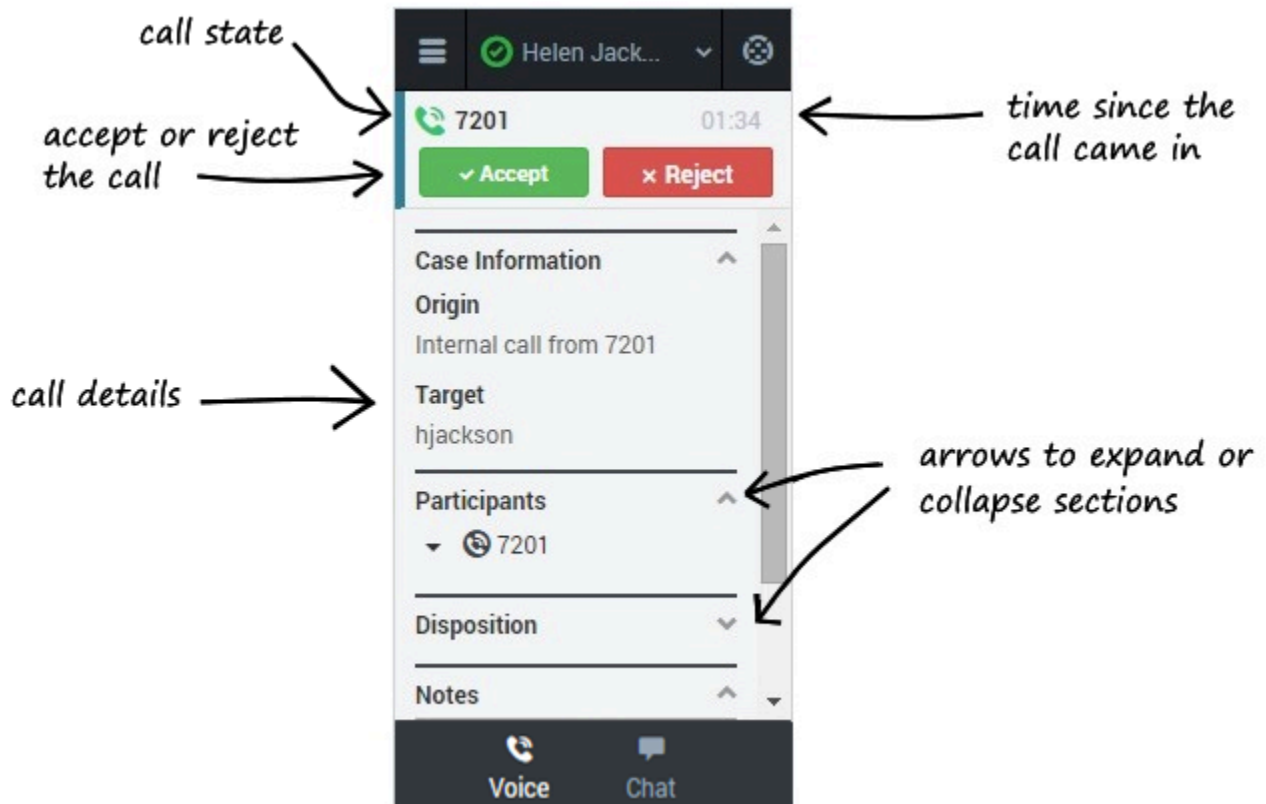 call state
Helen Jack...
7201
01:34
time since the
call came in
accept or reject
the call
Accept
Reject
Case Information
Origin
Internal call from 7201
call details
Target
hjackson
arrows to expand or
collapse sections
Participants
7201
Disposition
Notes
Voice
Chat